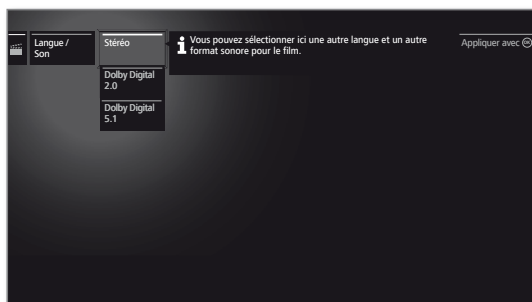 Langue /
Son
Stéréo
Dolby Digital
2.0
Dolby Digital
5.1
Vous pouvez sélectionner ici une autre langue et un autre
format sonore pour le film.
Appliquer avec OK